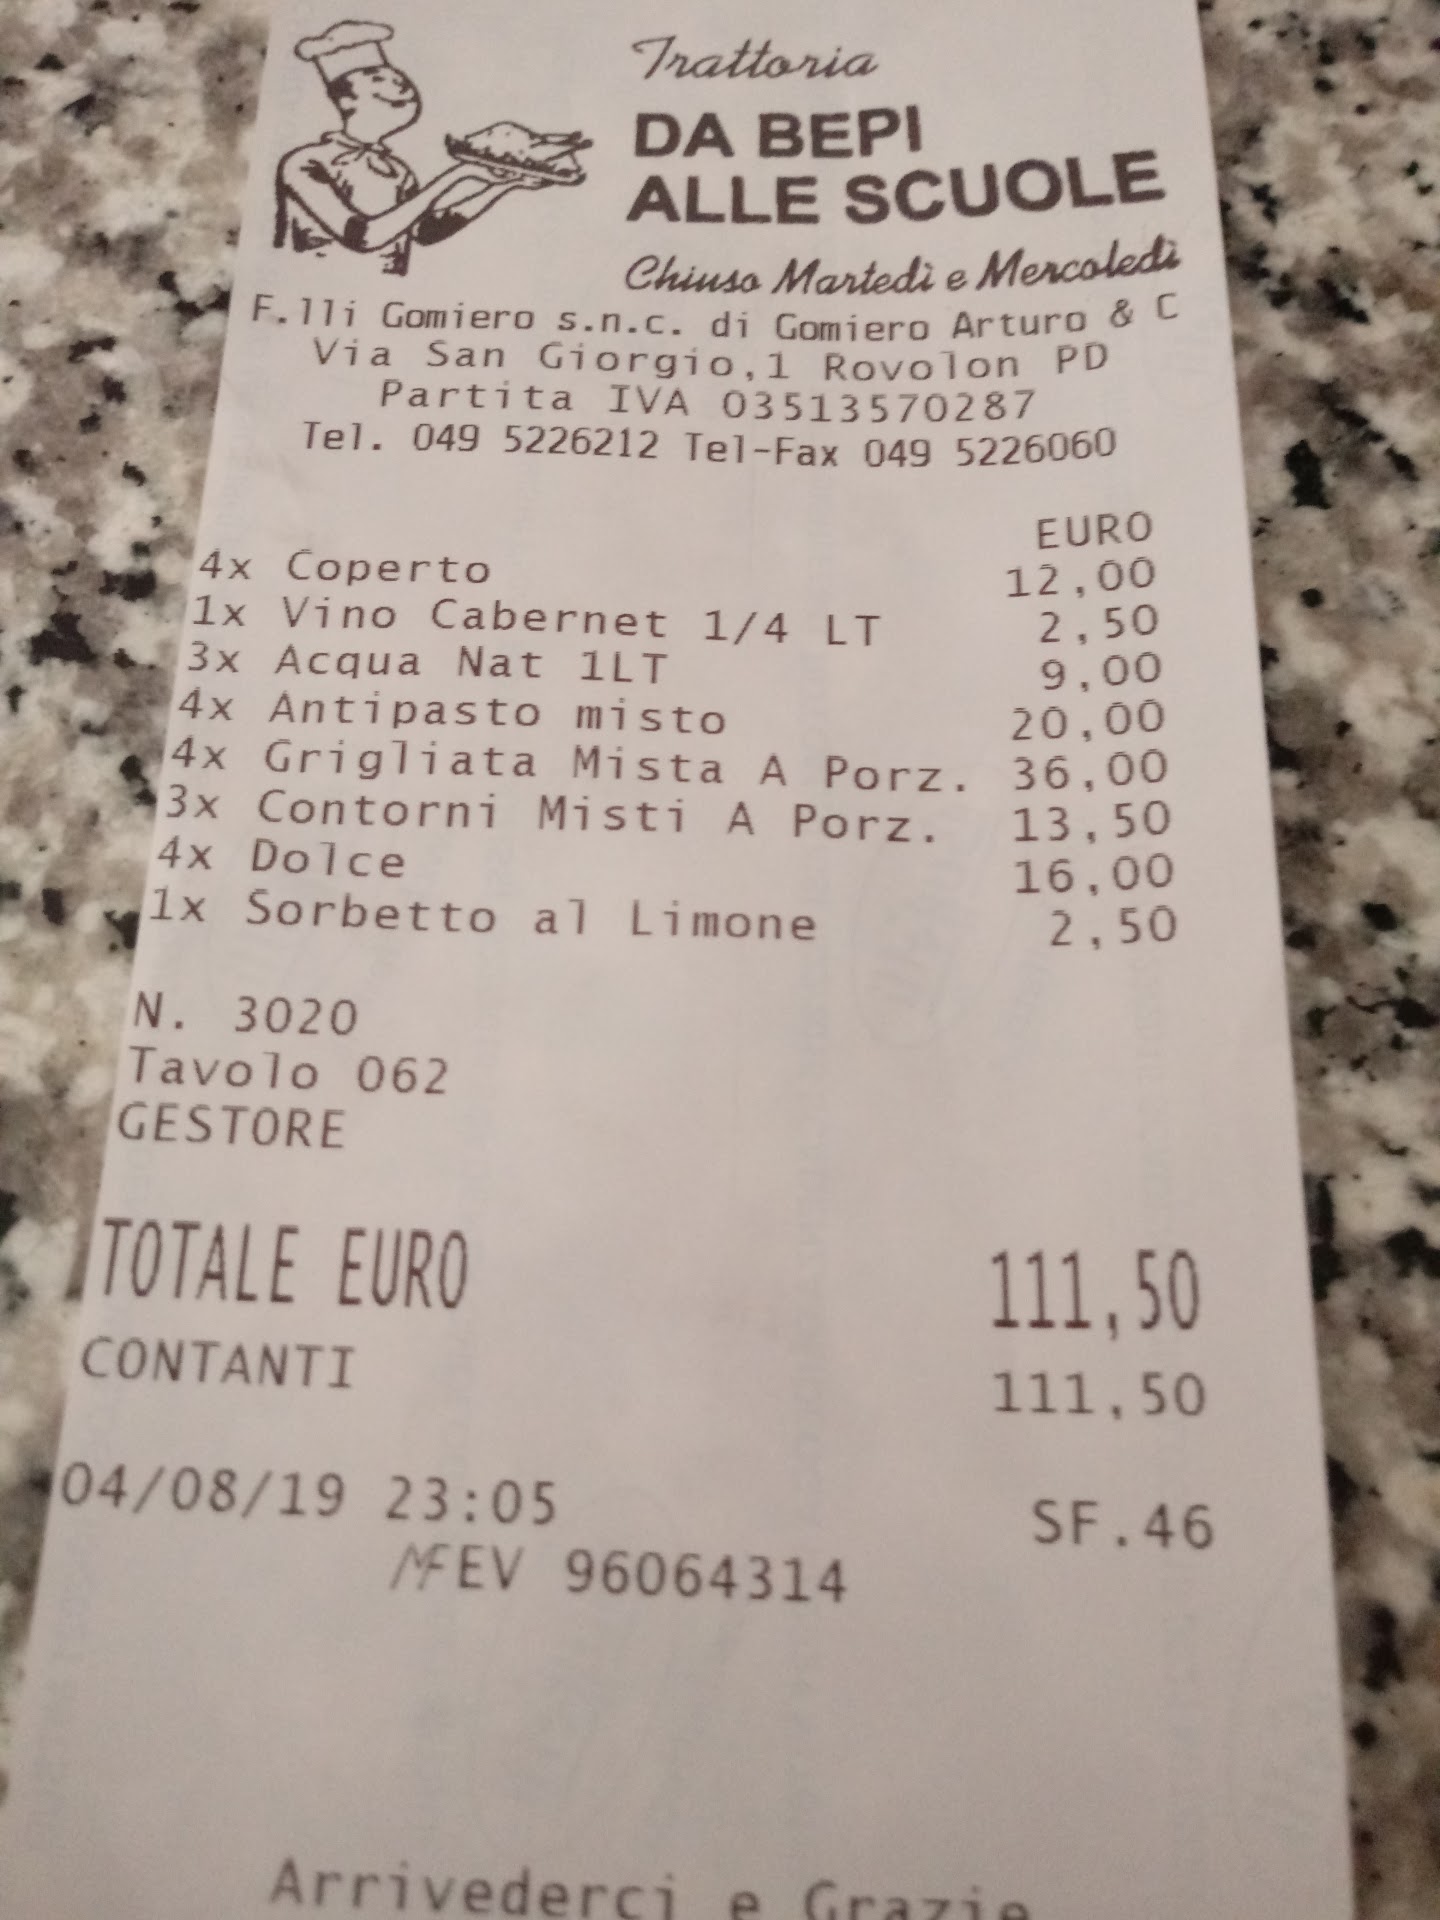 Trattoria
DA BEPI
ALLE SCUOLE
Chiuso Martedì e Mercoledì
F.lli Gomiero s.n.c. di Gomiero Arturo & C
Via San Giorgio,1 Rovolon PD
Partita IVA 03513570287
Tel. 049 5226212 Tel-Fax 049 5226060
EURO
4x Coperto 12,00
1x Vino Cabernet 1/4 LT 2,50
3x Acqua Nat 1LT 9,00
4x Antipasto misto 20,00
4x Grigliata Mista A Porz. 36,00
3x Contorni Misti A Porz. 13,50
4x Dolce 16,00
1x Sorbetto al Limone 2,50
N. 3020
Tavolo 062
GESTORE
TOTALE EURO 111,50
CONTANTI 111,50
04/08/19 23:05 SF.46
MF EV 96064314
Arrivederci e Grazie